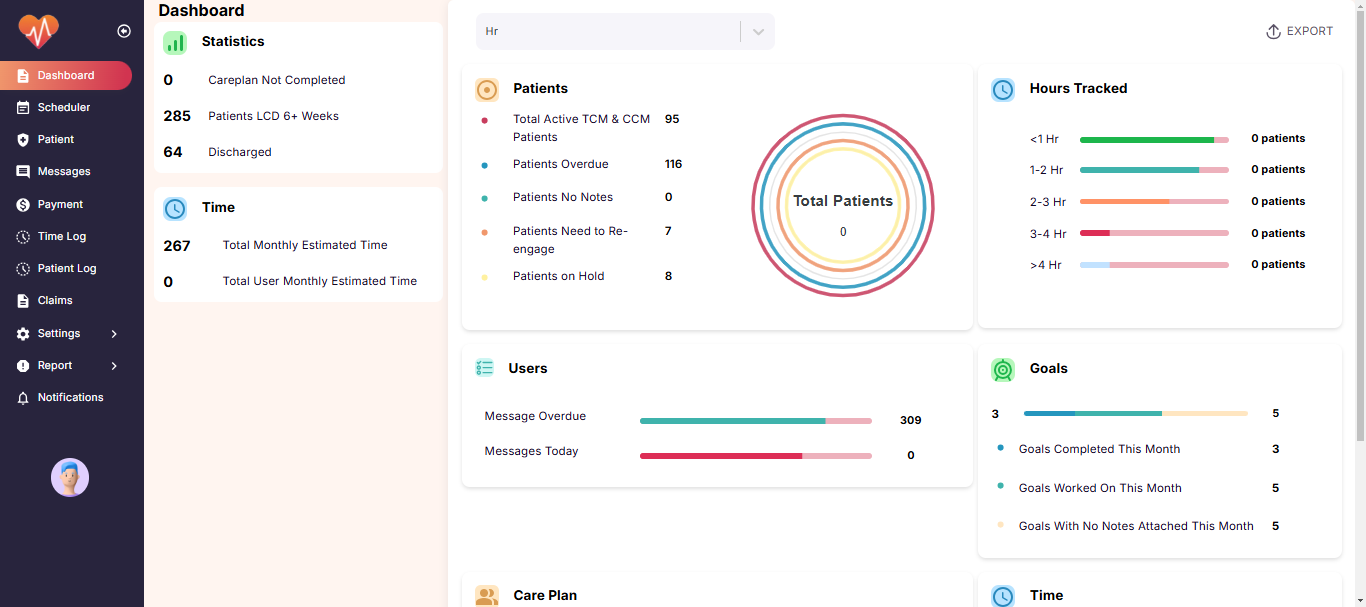 Dashboard
Scheduler
Patient
Messages
Payment
Time Log
Patient Log
Claims
Settings
Report
Notifications
Dashboard
Statistics
0 Careplan Not Completed
285 Patients LCD 6+ Weeks
64 Discharged
Time
267 Total Monthly Estimated Time
0 Total User Monthly Estimated Time
Hr
EXPORT
Patients
Total Active TCM & CCM 95
Patients
Patients Overdue 116
Patients No Notes 0
Patients Need to Re- 7
engage
Patients on Hold 8
Total Patients
0
Hours Tracked
<1 Hr 0 patients
1-2 Hr 0 patients
2-3 Hr 0 patients
3-4 Hr 0 patients
>4 Hr 0 patients
Users
Message Overdue 309
Messages Today 0
Goals
3 5
Goals Completed This Month 3
Goals Worked On This Month 5
Goals With No Notes Attached This Month 5
Care Plan
Time